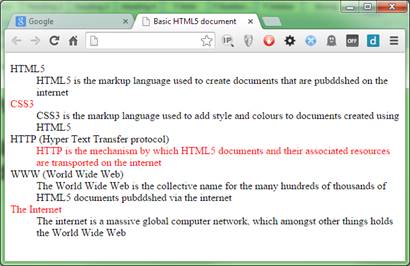 Google
Basic HTML5 document
IP
OFF
d
HTML5
HTML5 is the markup language used to create documents that are pubddshed on the
internet
CSS3
CSS3 is the markup language used to add style and colours to documents created using
HTML5
HTTP (Hyper Text Transfer protocol)
HTTP is the mechanism by which HTML5 documents and their associated resources
are transported on the internet
WWW (World Wide Web)
The World Wide Web is the collective name for the many hundreds of thousands of
HTML5 documents pubddshed via the internet
The Internet
The internet is a massive global computer network, which amongst other things holds
the World Wide Web